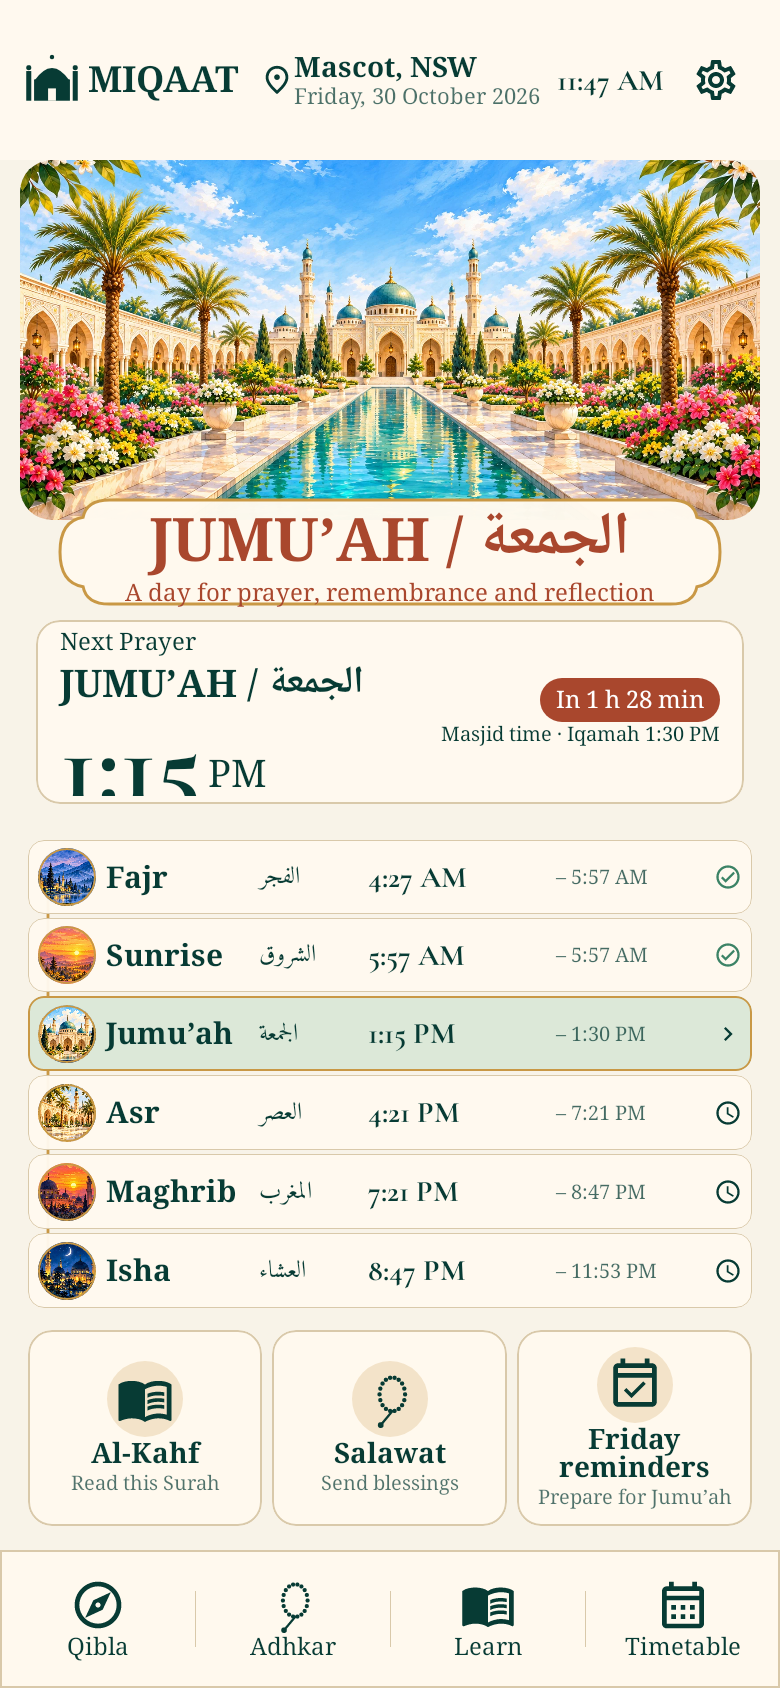 MIQAAT
Mascot, NSW
Friday, 30 October 2026
11:47 AM
JUMU’AH / الجمعة
A day for prayer, remembrance and reflection
Next Prayer
JUMU’AH / الجمعة
In 1 h 28 min
Masjid time · Iqamah 1:30 PM
1:15 PM
Fajr الفجر 4:27 AM – 5:57 AM
Sunrise الشروق 5:57 AM – 5:57 AM
Jumu’ah الجمعة 1:15 PM – 1:30 PM
Asr العصر 4:21 PM – 7:21 PM
Maghrib المغرب 7:21 PM – 8:47 PM
Isha العشاء 8:47 PM – 11:53 PM
Al-Kahf
Read this Surah
Salawat
Send blessings
Friday
reminders
Prepare for Jumu’ah
Qibla
Adhkar
Learn
Timetable